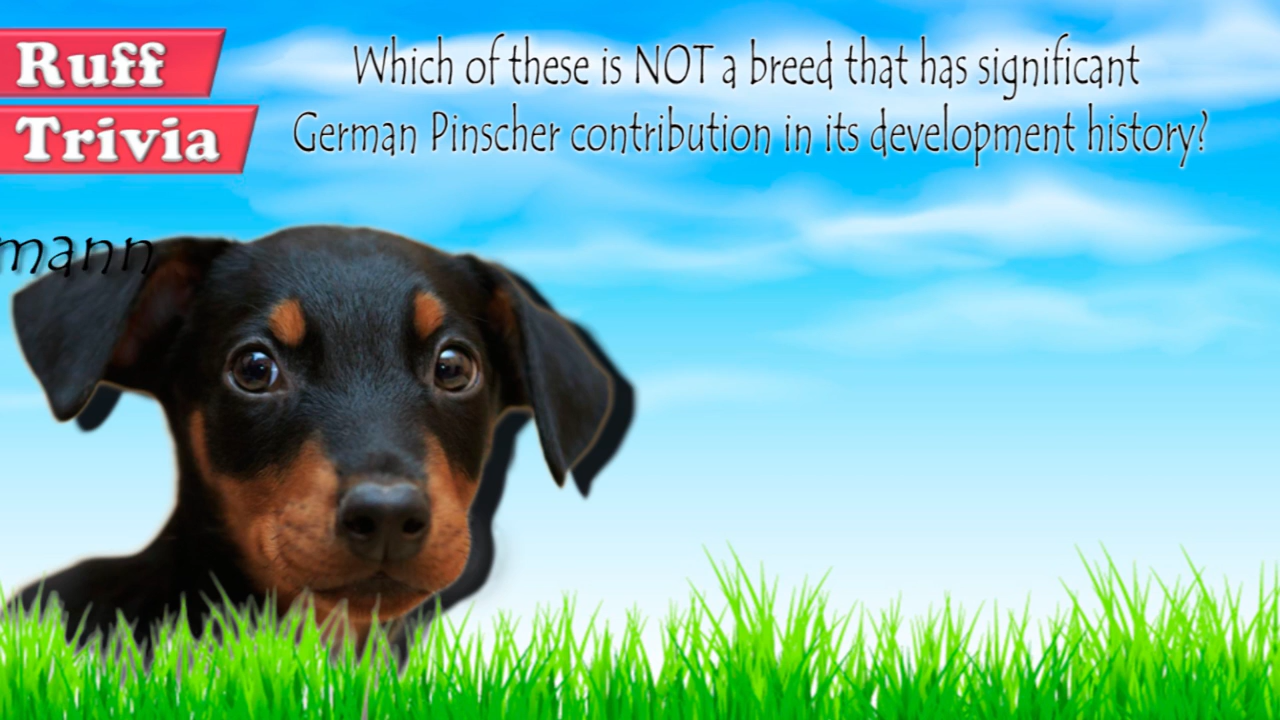 Ruff
Trivia
Which of these is NOT a breed that has significant
German Pinscher contribution in its development history?
mann